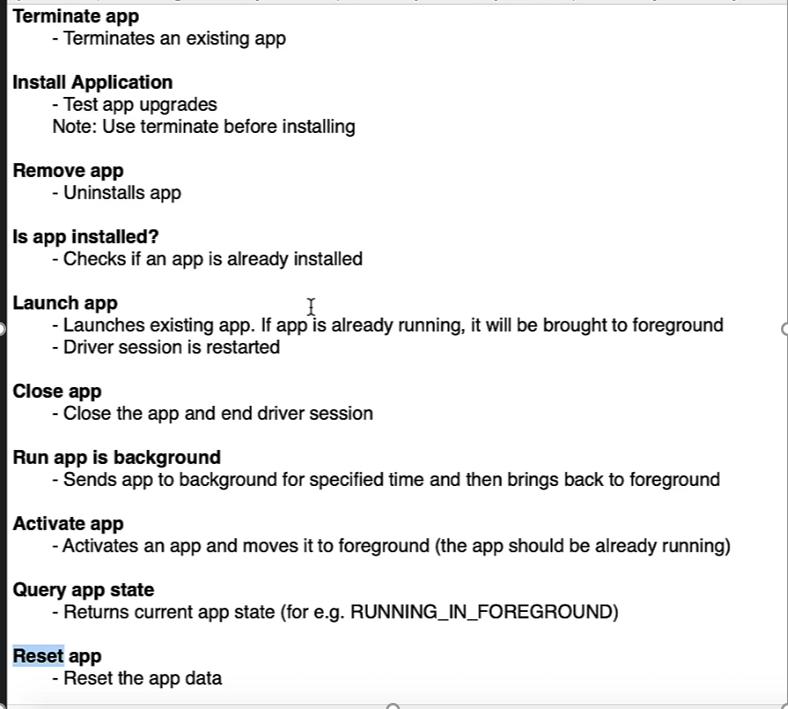 Terminate app
- Terminates an existing app
Install Application
- Test app upgrades
Note: Use terminate before installing
Remove app
- Uninstalls app
Is app installed?
- Checks if an app is already installed
Launch app
- Launches existing app. If app is already running, it will be brought to foreground
- Driver session is restarted
Close app
- Close the app and end driver session
Run app is background
- Sends app to background for specified time and then brings back to foreground
Activate app
- Activates an app and moves it to foreground (the app should be already running)
Query app state
- Returns current app state (for e.g. RUNNING_IN_FOREGROUND)
Reset app
- Reset the app data